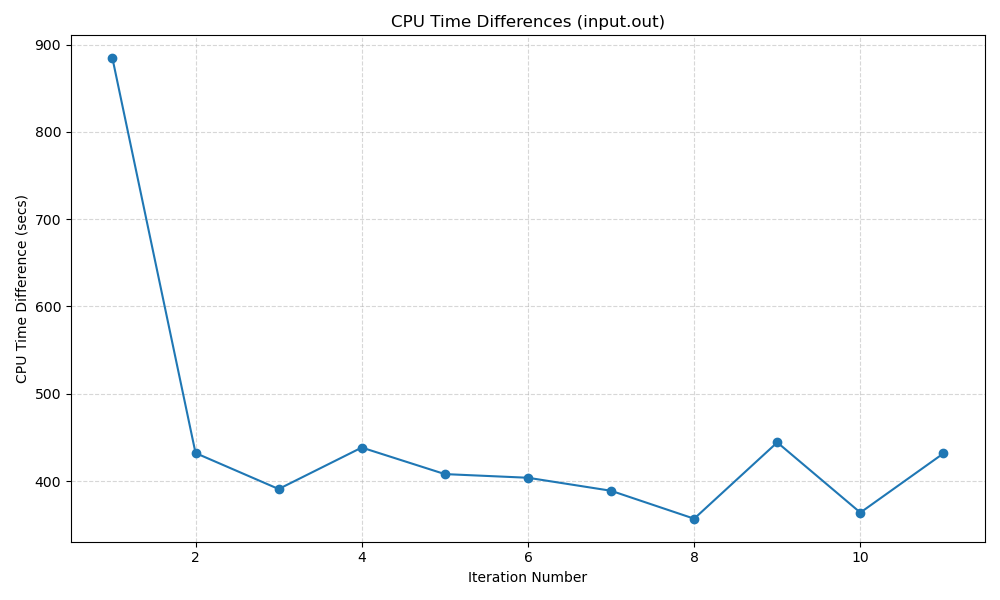 CPU Time Differences (input.out)
CPU Time Difference (secs)
900
800
700
600
500
400
2 4 6 8 10
Iteration Number